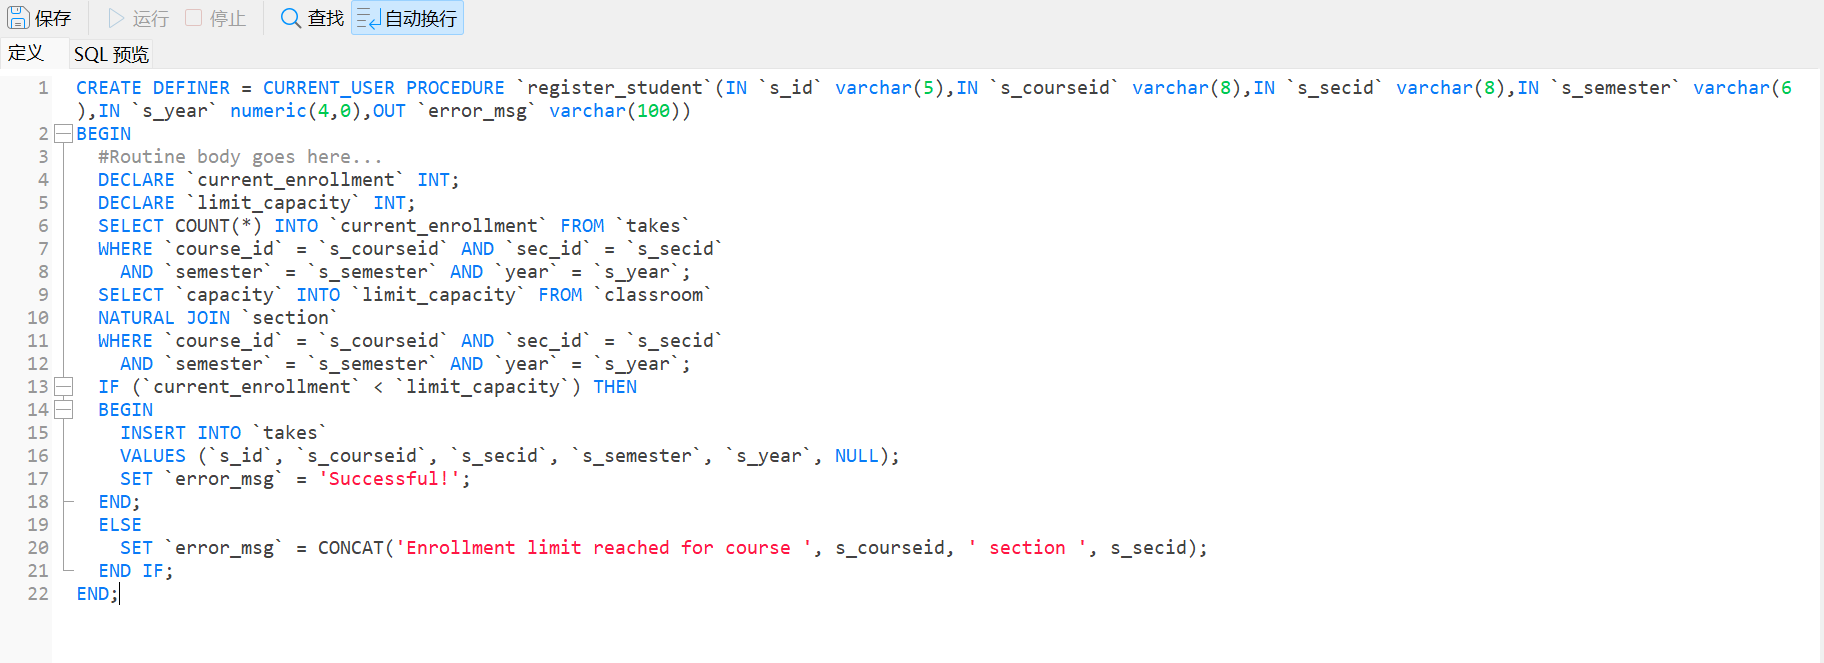 保存 运行 停止 查找 自动换行
定义 SQL 预览
1 CREATE DEFINER = CURRENT_USER PROCEDURE `register_student`(IN `s_id` varchar(5),IN `s_courseid` varchar(8),IN `s_secid` varchar(8),IN `s_semester` varchar(6
),IN `s_year` numeric(4,0),OUT `error_msg` varchar(100))
2 BEGIN
3 #Routine body goes here...
4 DECLARE `current_enrollment` INT;
5 DECLARE `limit_capacity` INT;
6 SELECT COUNT(*) INTO `current_enrollment` FROM `takes`
7 WHERE `course_id` = `s_courseid` AND `sec_id` = `s_secid`
8 AND `semester` = `s_semester` AND `year` = `s_year`;
9 SELECT `capacity` INTO `limit_capacity` FROM `classroom`
10 NATURAL JOIN `section`
11 WHERE `course_id` = `s_courseid` AND `sec_id` = `s_secid`
12 AND `semester` = `s_semester` AND `year` = `s_year`;
13 IF (`current_enrollment` < `limit_capacity`) THEN
14 BEGIN
15 INSERT INTO `takes`
16 VALUES (`s_id`, `s_courseid`, `s_secid`, `s_semester`, `s_year`, NULL);
17 SET `error_msg` = 'Successful!';
18 END;
19 ELSE
20 SET `error_msg` = CONCAT('Enrollment limit reached for course ', s_courseid, ' section ', s_secid);
21 END IF;
22 END;